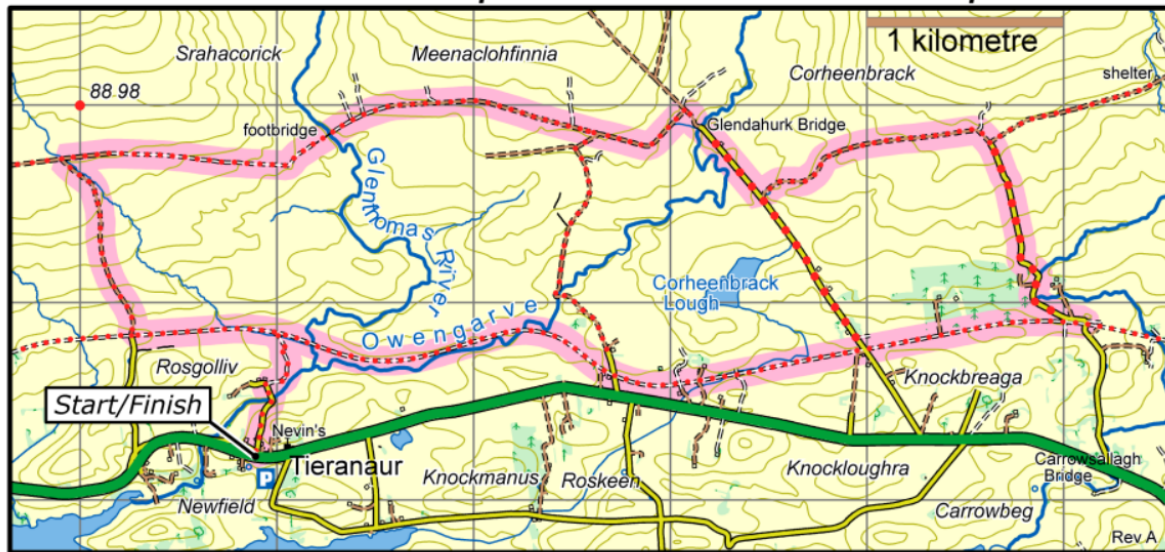 Srahacorick
Meenaclohfinnia
1 kilometre
Corheenbrack
shelter
88 98
footbridge
Glendahurk Bridge
Glenthomas River
Corheenbrack
Lough
Owengarve
Rosgolliv
Start/Finish
Nevin's
Knockbreaga
Tieranaur
P
Knockmanus
Roskeen
Knockloughra
Carrowsallagh
Bridge
Newfield
Carrowbeg
Rev A